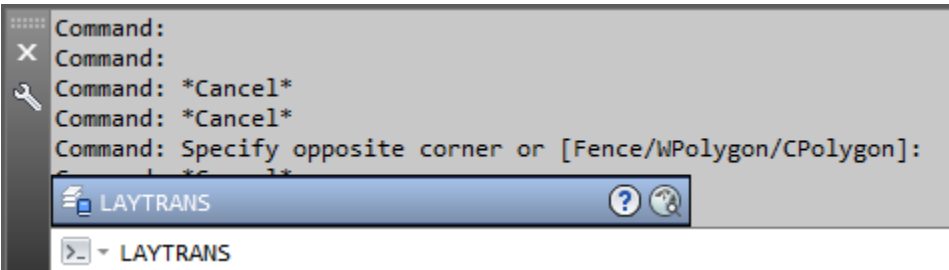 Command:
Command:
Command: *Cancel*
Command: *Cancel*
Command: Specify opposite corner or [Fence/WPolygon/CPolygon]:
LAYTRANS
LAYTRANS